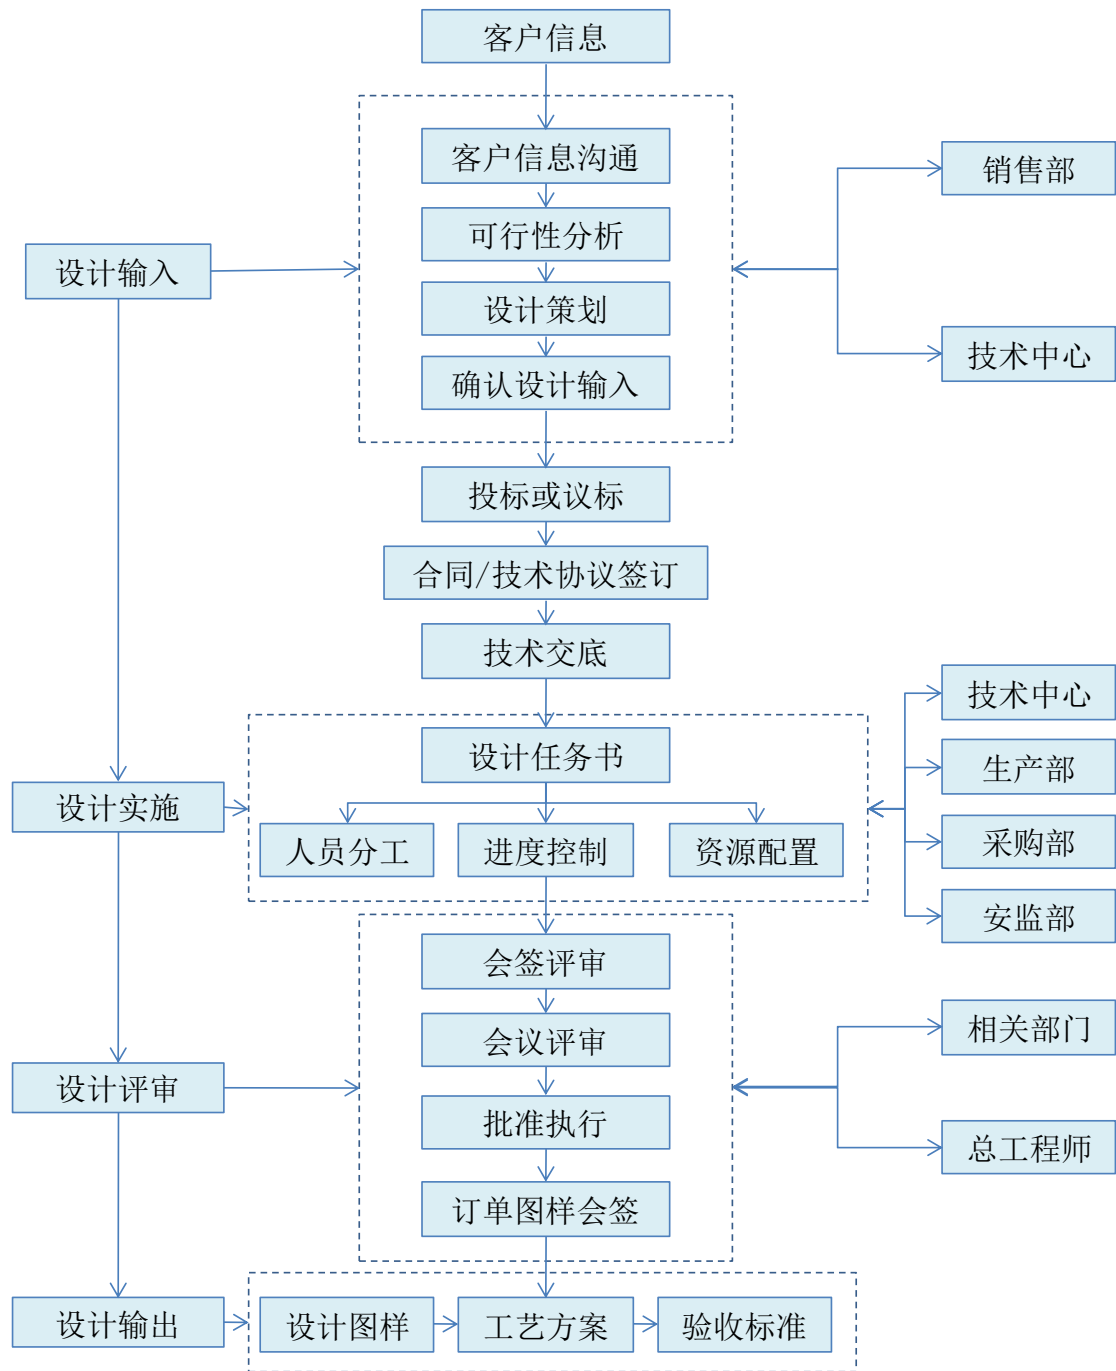 客户信息
客户信息沟通
销售部
可行性分析
设计输入
设计策划
技术中心
确认设计输入
投标或议标
合同/技术协议签订
技术交底
技术中心
设计任务书
生产部
设计实施
人员分工
进度控制
资源配置
采购部
安监部
会签评审
会议评审
相关部门
设计评审
批准执行
总工程师
订单图样会签
设计输出
设计图样
工艺方案
验收标准